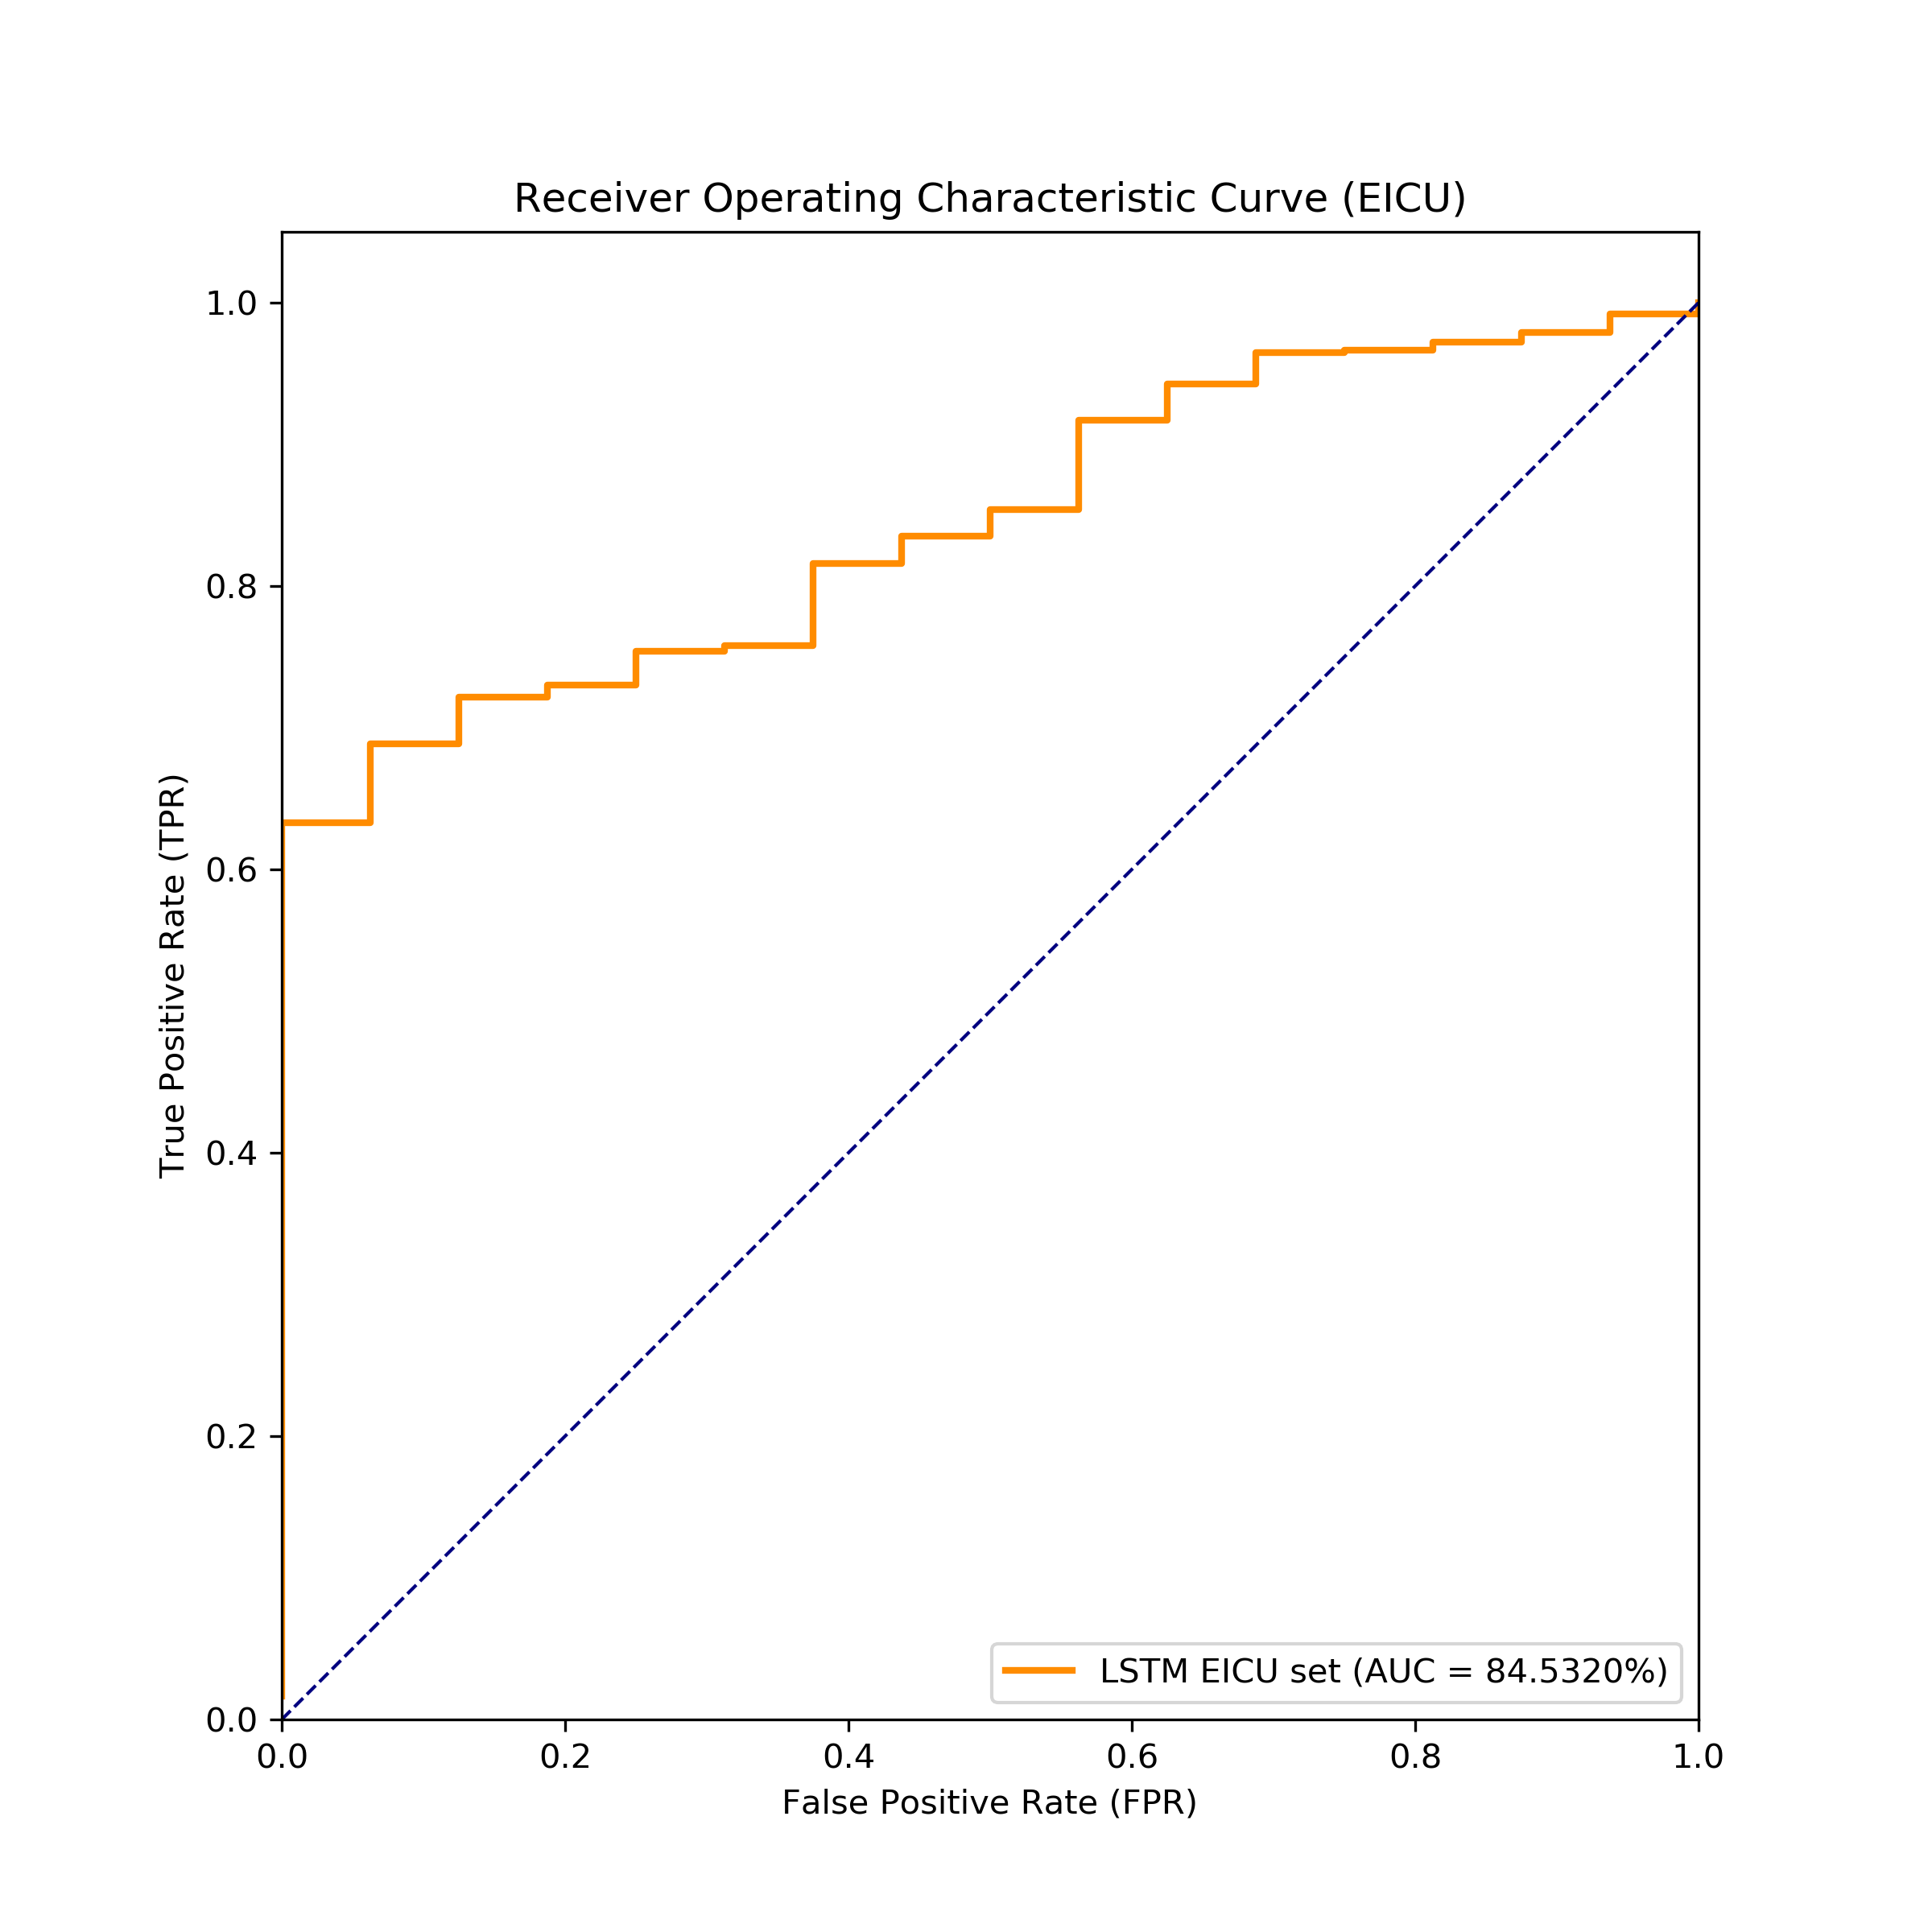 Receiver Operating Characteristic Curve (EICU)
1.0
0.8
0.6
0.4
0.2
0.0
True Positive Rate (TPR)
LSTM EICU set (AUC = 84.5320%)
0.0 0.2 0.4 0.6 0.8 1.0
False Positive Rate (FPR)